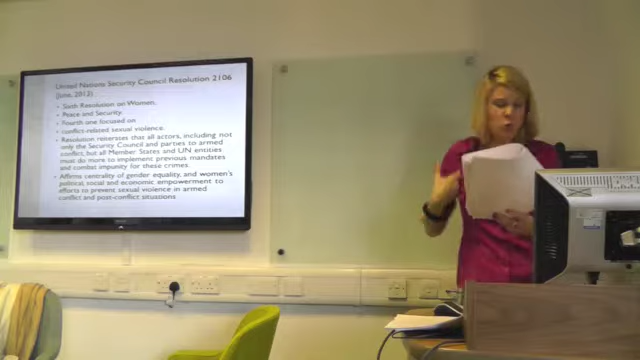 United Nations Security Council Resolution 2106
(June, 2013)
• Sixth Resolution on Women,
• Peace and Security.
• Fourth one focused on
• conflict-related sexual violence.
• Resolution reiterates that all actors, including not
only the Security Council and parties to armed
conflict, but all Member States and UN entities
must do more to implement previous mandates
and combat impunity for these crimes.
• Affirms centrality of gender equality, and women's
political, social and economic empowerment to
efforts to prevent sexual violence in armed
conflict and post-conflict situations